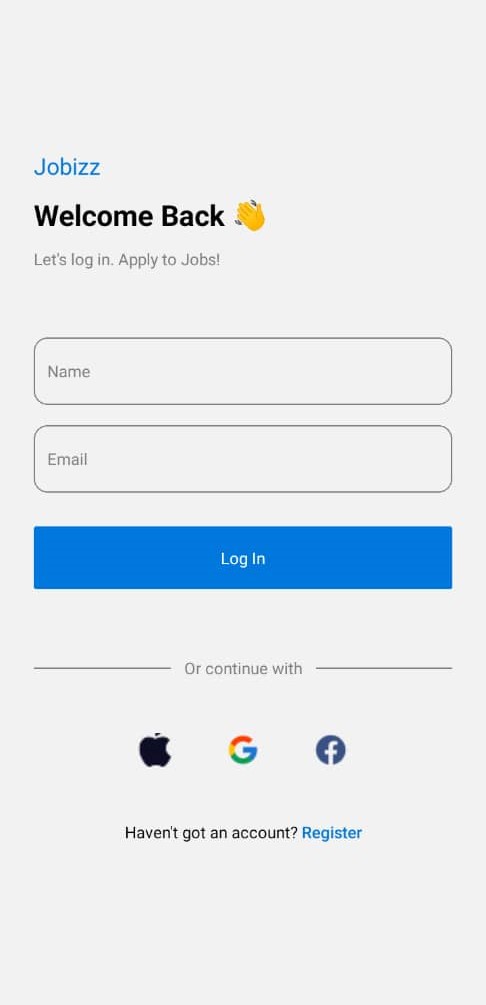 Jobizz
Welcome Back 👋
Let's log in. Apply to Jobs!
Name
Email
Log In
Or continue with
Haven't got an account? Register